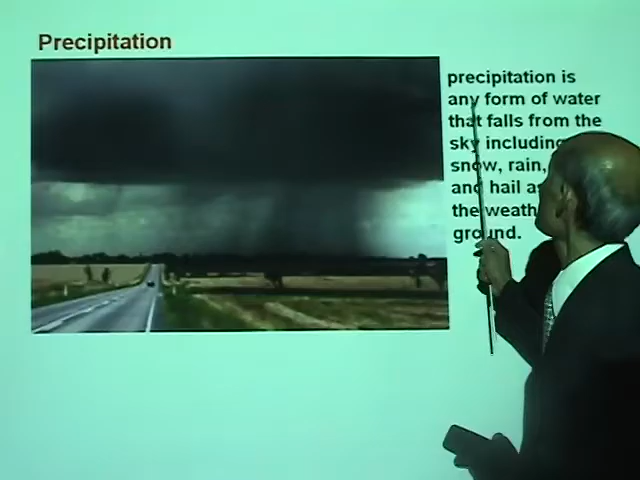 Precipitation
precipitation is
any form of water
that falls from the
sky including
snow, rain,
and hail as
the weath
ground.